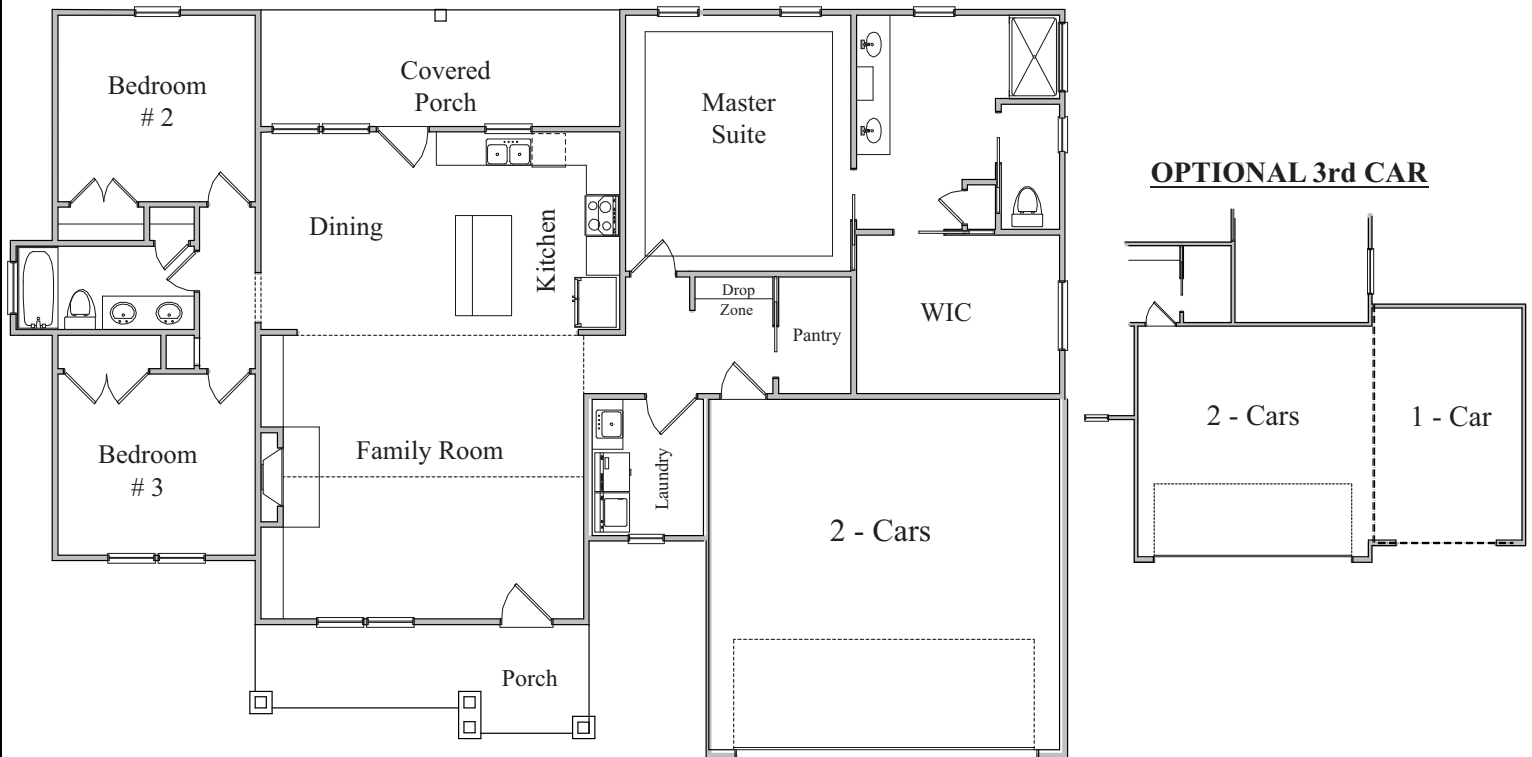 Bedroom
# 2
Covered
Porch
Master
Suite
OPTIONAL 3rd CAR
Dining
Kitchen
Drop
Zone
Pantry
WIC
Bedroom
# 3
Family Room
Laundry
2 - Cars
Porch
2 - Cars
1 - Car